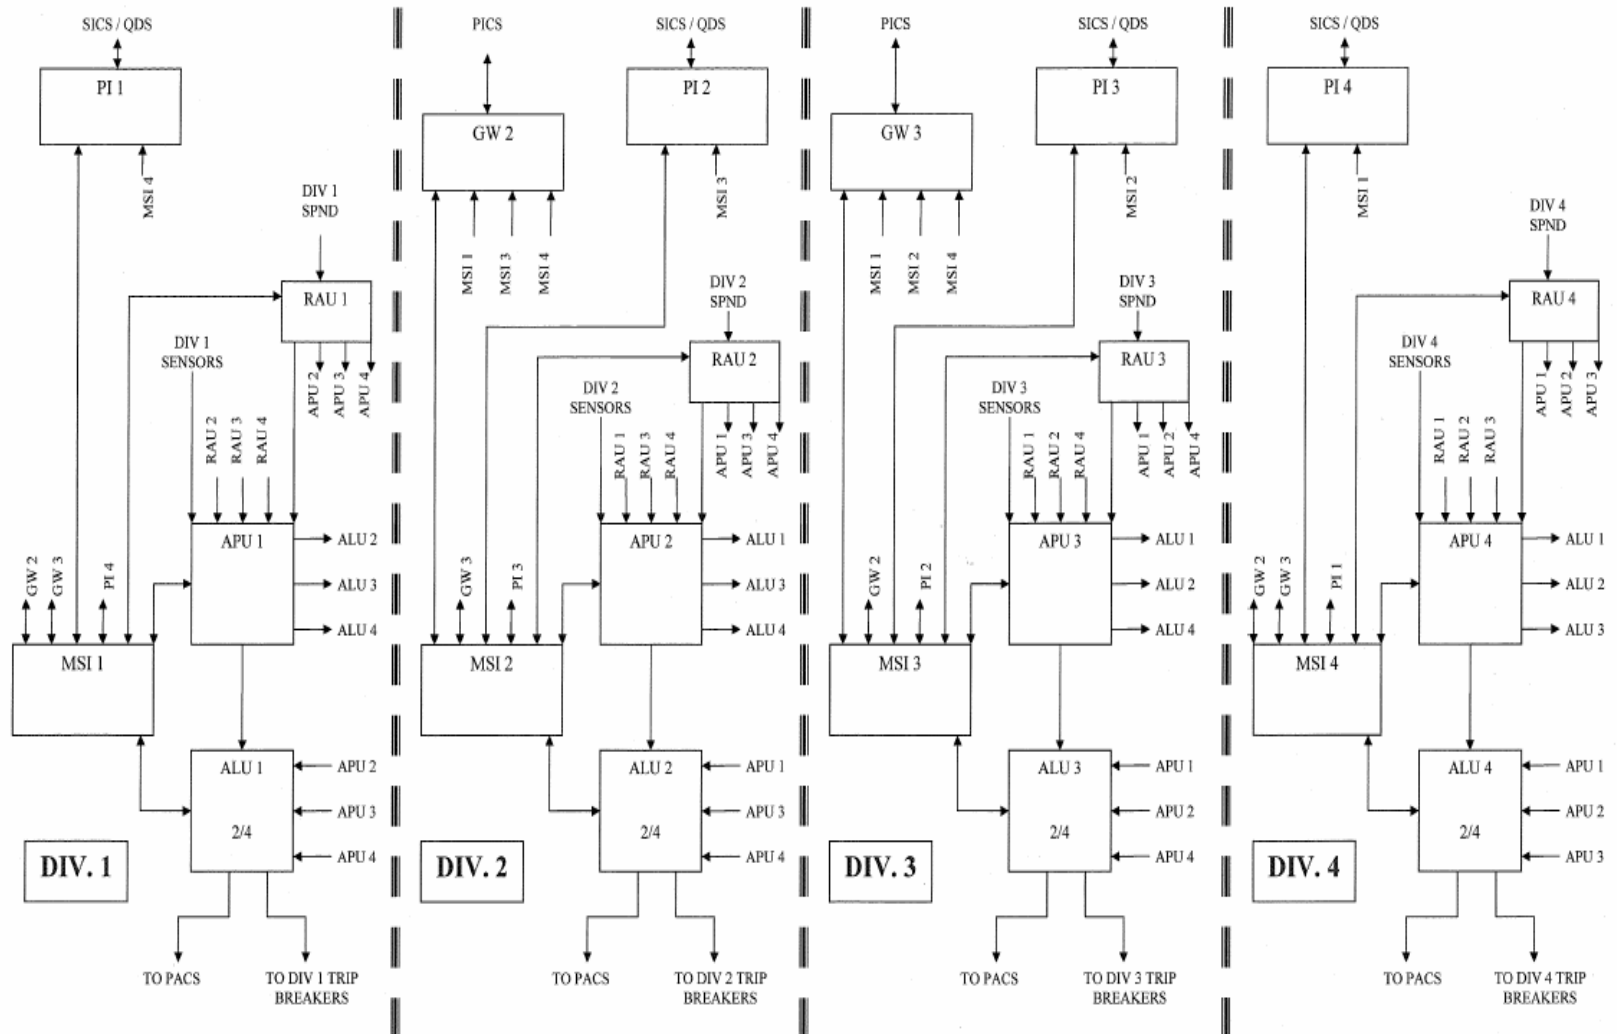 SICS / QDS
PI 1
MSI 4
DIV 1
SPND
RAU 1
DIV 1
SENSORS
APU 2
APU 3
APU 4
RAU 2
RAU 3
RAU 4
APU 1
ALU 2
ALU 3
ALU 4
GW 2
GW 3
PI 4
MSI 1
ALU 1
2/4
APU 2
APU 3
APU 4
DIV. 1
TO PACS
TO DIV 1 TRIP
BREAKERS
PICS
SICS / QDS
GW 2
PI 2
MSI 1
MSI 3
MSI 4
MSI 3
DIV 2
SPND
RAU 2
DIV 2
SENSORS
APU 1
APU 3
APU 4
RAU 1
RAU 3
RAU 4
APU 2
ALU 1
ALU 3
ALU 4
GW 3
PI 3
MSI 2
ALU 2
2/4
APU 1
APU 3
APU 4
DIV. 2
TO PACS
TO DIV 2 TRIP
BREAKERS
PICS
SICS / QDS
GW 3
PI 3
MSI 1
MSI 2
MSI 4
MSI 2
DIV 3
SPND
RAU 3
DIV 3
SENSORS
APU 1
APU 2
APU 4
RAU 1
RAU 2
RAU 4
APU 3
ALU 1
ALU 2
ALU 4
GW 2
PI 2
MSI 3
ALU 3
2/4
APU 1
APU 2
APU 4
DIV. 3
TO PACS
TO DIV 3 TRIP
BREAKERS
SICS / QDS
PI 4
MSI 1
DIV 4
SPND
RAU 4
DIV 4
SENSORS
APU 1
APU 2
APU 3
RAU 1
RAU 2
RAU 3
APU 4
ALU 1
ALU 2
ALU 3
GW 2
GW 3
PI 1
MSI 4
ALU 4
2/4
APU 1
APU 2
APU 3
DIV. 4
TO PACS
TO DIV 4 TRIP
BREAKERS